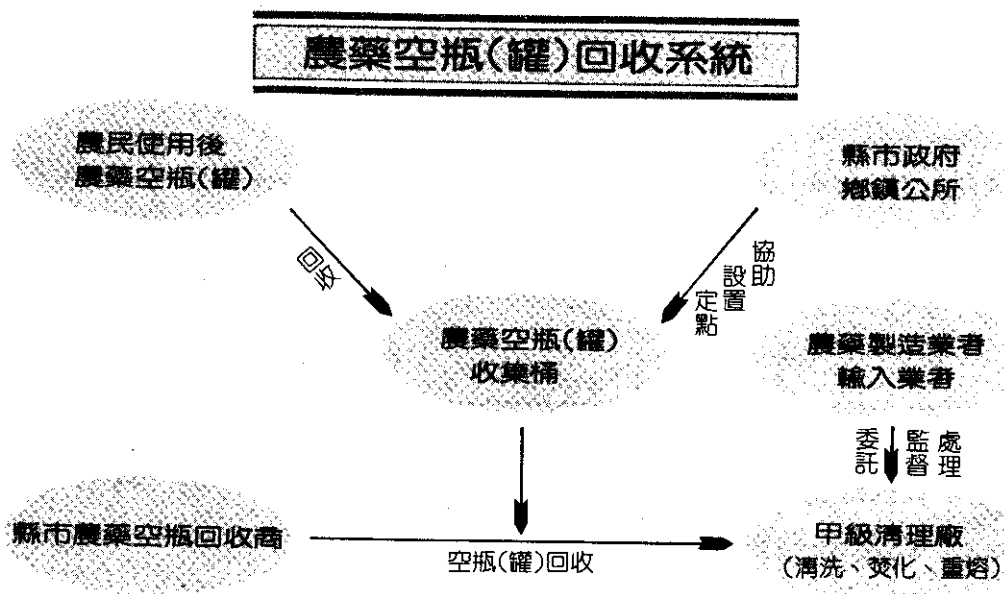 農藥空瓶(罐)回收系統
農民使用後
農藥空瓶(罐)
縣市政府
鄉鎮公所
回收
協助
設置
定點
農藥空瓶(罐)
收集桶
農藥製造業者
輸入業者
委託
監督
處理
縣市農藥空瓶回收商
空瓶(罐)回收
甲級清理廠
(清洗、焚化、重熔)